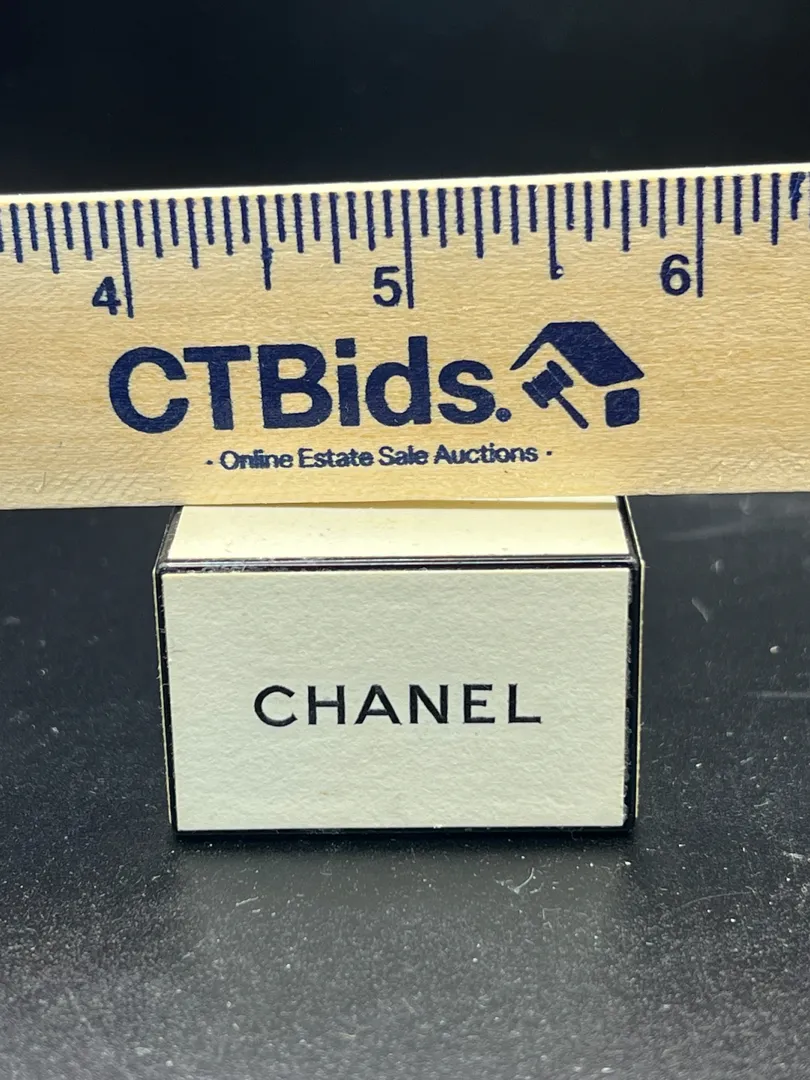 4 5 6
CTBids.
· Online Estate Sale Auctions ·
CHANEL